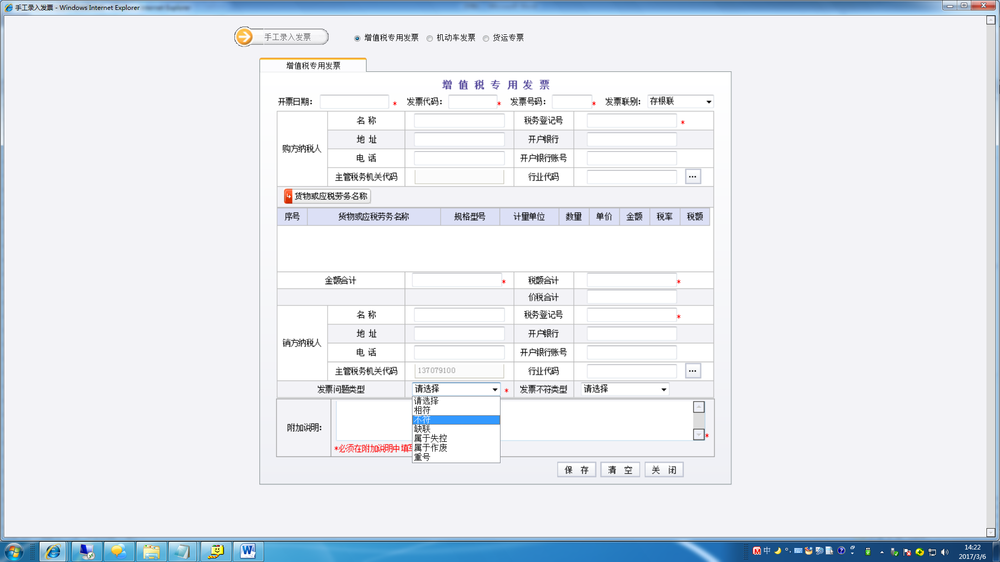 手工录入发票 - Windows Internet Explorer
手工录入发票
增值税专用发票 机动车发票 货运专票
增值税专用发票
增值税专用发票
开票日期： * 发票代码： * 发票号码： * 发票联别： 存根联
购方纳税人
名 称 税务登记号 *
地 址 开户银行
电 话 开户银行账号
主管税务机关代码 行业代码 ...
货物或应税劳务名称
序号 货物或应税劳务名称 规格型号 计量单位 数量 单价 金额 税率 税额
金额合计 * 税额合计 *
价税合计
销方纳税人
名 称 税务登记号 *
地 址 开户银行
电 话 开户银行账号
主管税务机关代码 137079100 行业代码 ...
发票问题类型 请选择 * 发票不符类型 请选择
请选择
相符
不符
缺联
属于失控
属于作废
重号
附加说明: *
*必须在附加说明中填写
保 存 清 空 关 闭
中
14:22
2017/3/6